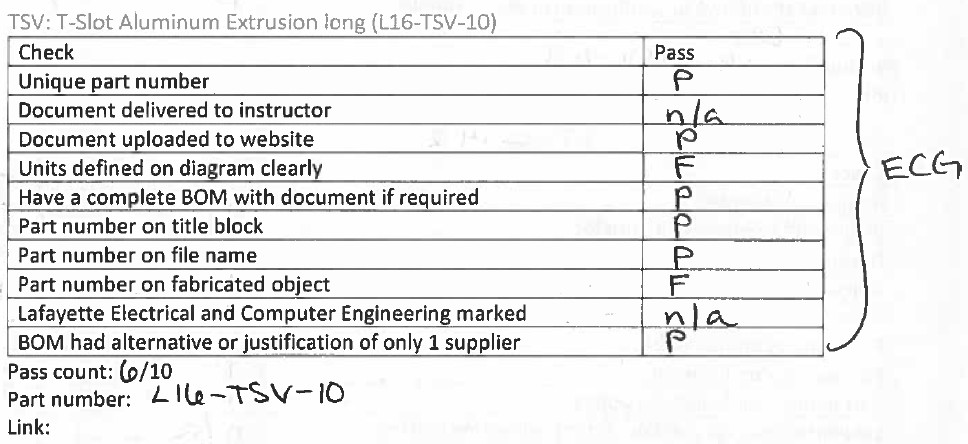 TSV: T-Slot Aluminum Extrusion long (L16-TSV-10)
Check Pass
Unique part number P
Document delivered to instructor n/a
Document uploaded to website P
Units defined on diagram clearly F
Have a complete BOM with document if required P
Part number on title block P
Part number on file name P
Part number on fabricated object F
Lafayette Electrical and Computer Engineering marked n/a
BOM had alternative or justification of only 1 supplier P
ECG
Pass count: 6/10
Part number: L16-TSV-10
Link: